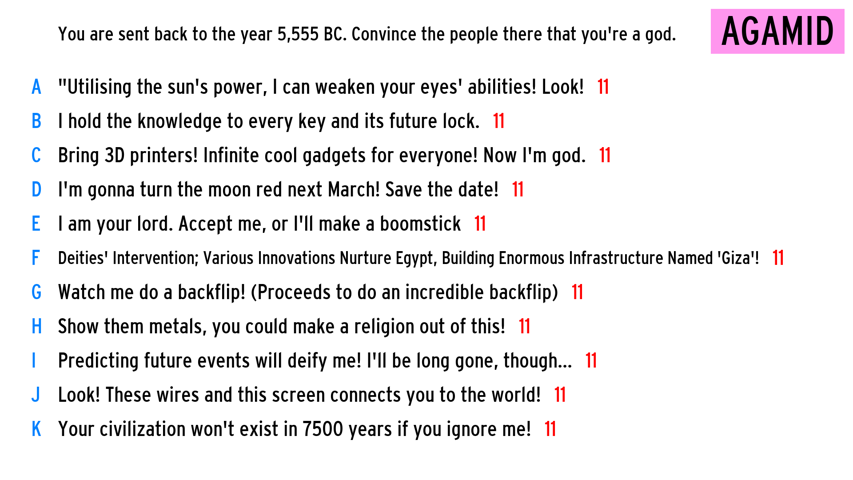 You are sent back to the year 5,555 BC. Convince the people there that you're a god.
AGAMID
A "Utilising the sun's power, I can weaken your eyes' abilities! Look! 11
B I hold the knowledge to every key and its future lock. 11
C Bring 3D printers! Infinite cool gadgets for everyone! Now I'm god. 11
D I'm gonna turn the moon red next March! Save the date! 11
E I am your lord. Accept me, or I'll make a boomstick 11
F Deities' Intervention; Various Innovations Nurture Egypt, Building Enormous Infrastructure Named 'Giza'! 11
G Watch me do a backflip! (Proceeds to do an incredible backflip) 11
H Show them metals, you could make a religion out of this! 11
I Predicting future events will deify me! I'll be long gone, though... 11
J Look! These wires and this screen connects you to the world! 11
K Your civilization won't exist in 7500 years if you ignore me! 11